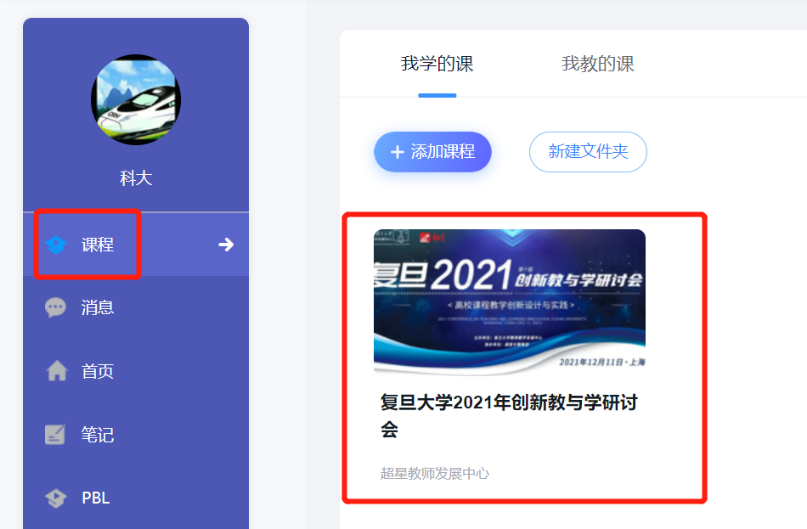 科大
课程
消息
首页
笔记
PBL
我学的课
我教的课
+ 添加课程
新建文件夹
复旦2021 第十届 创新教与学研讨会
< 高校课程教学创新设计与实践 >
2021年12月11日·上海
复旦大学2021年创新教与学研讨
会
超星教师发展中心